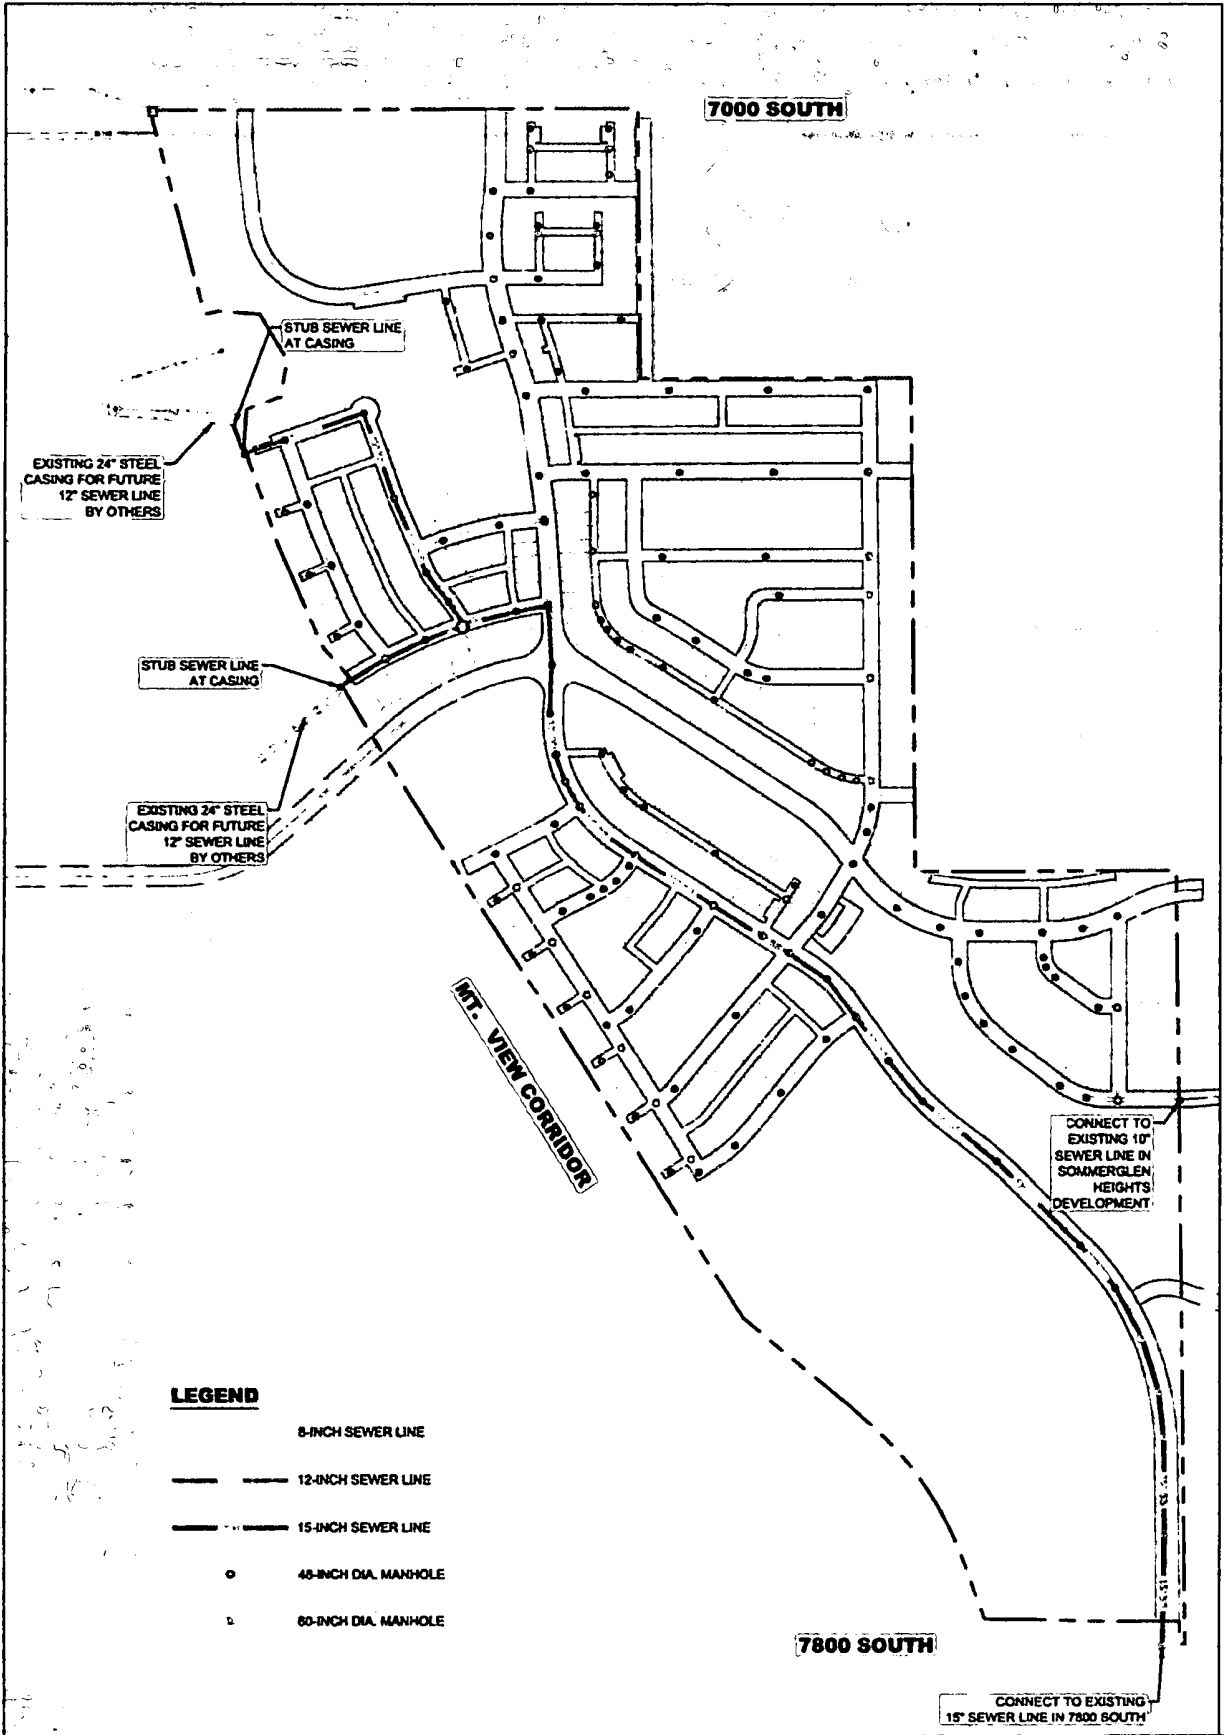 7000 SOUTH
STUB SEWER LINE
AT CASING
EXISTING 24" STEEL
CASING FOR FUTURE
12" SEWER LINE
BY OTHERS
STUB SEWER LINE
AT CASING
EXISTING 24" STEEL
CASING FOR FUTURE
12" SEWER LINE
BY OTHERS
MT. VIEW CORRIDOR
CONNECT TO
EXISTING 10"
SEWER LINE IN
SOMMERGLEN
HEIGHTS
DEVELOPMENT
LEGEND
8-INCH SEWER LINE
12-INCH SEWER LINE
15-INCH SEWER LINE
48-INCH DIA. MANHOLE
60-INCH DIA. MANHOLE
7800 SOUTH
CONNECT TO EXISTING
15" SEWER LINE IN 7800 SOUTH